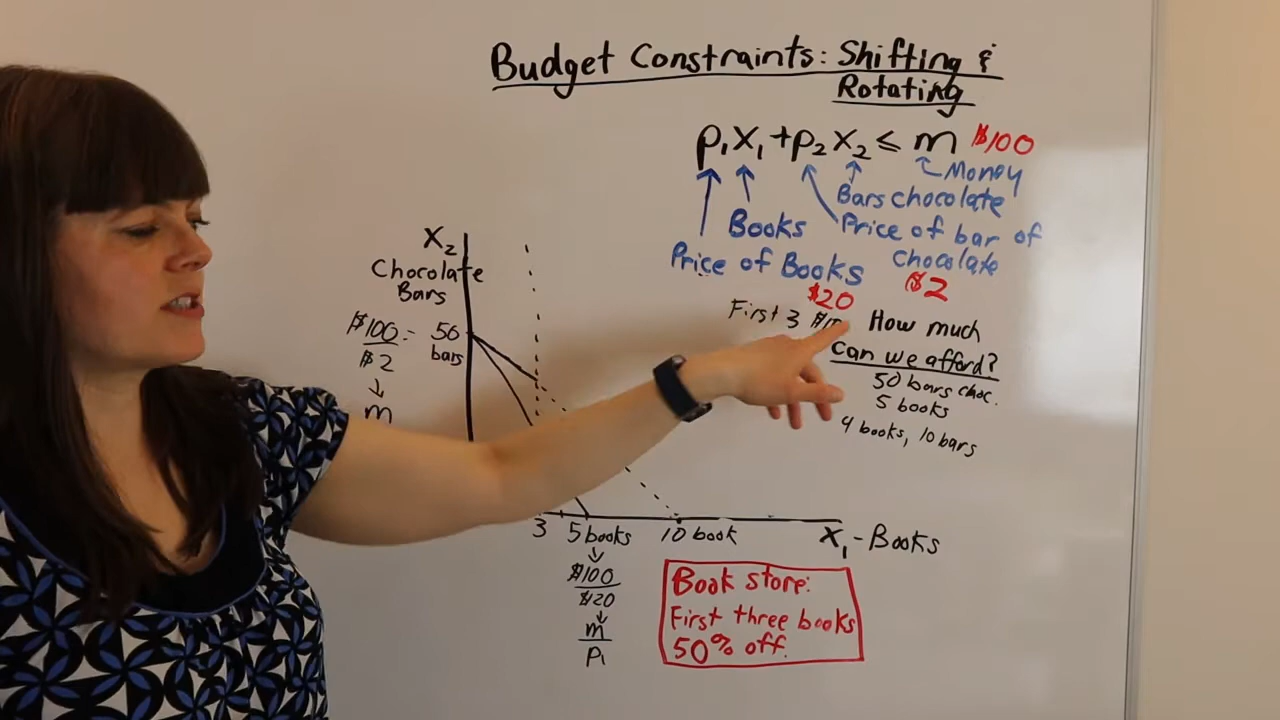 Budget Constraints: Shifting &
Rotating
p₁x₁ + p₂x₂ ≤ m $100
Money
Bars chocolate
Books
Price of bar of
chocolate
$2
Price of Books
$20
First 3
How much
can we afford?
50 bars choc.
5 books
4 books, 10 bars
X₂
Chocolate
Bars
$100 = 50
$2 bars
m
3 5 books 10 book X₁ - Books
$100
$20
m
p₁
Book store:
First three books
50% off.